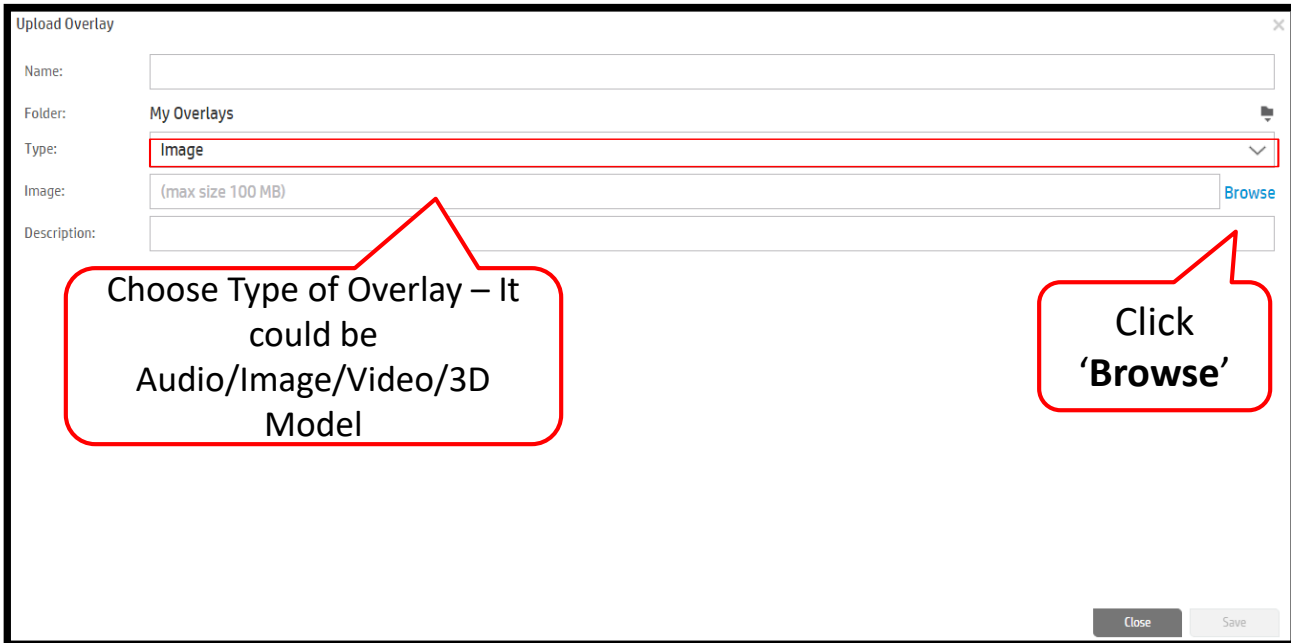 Upload Overlay
Name:
Folder: My Overlays
Type: Image
Image: (max size 100 MB) Browse
Description:
Choose Type of Overlay – It
could be
Audio/Image/Video/3D
Model
Click
‘Browse’
Close Save